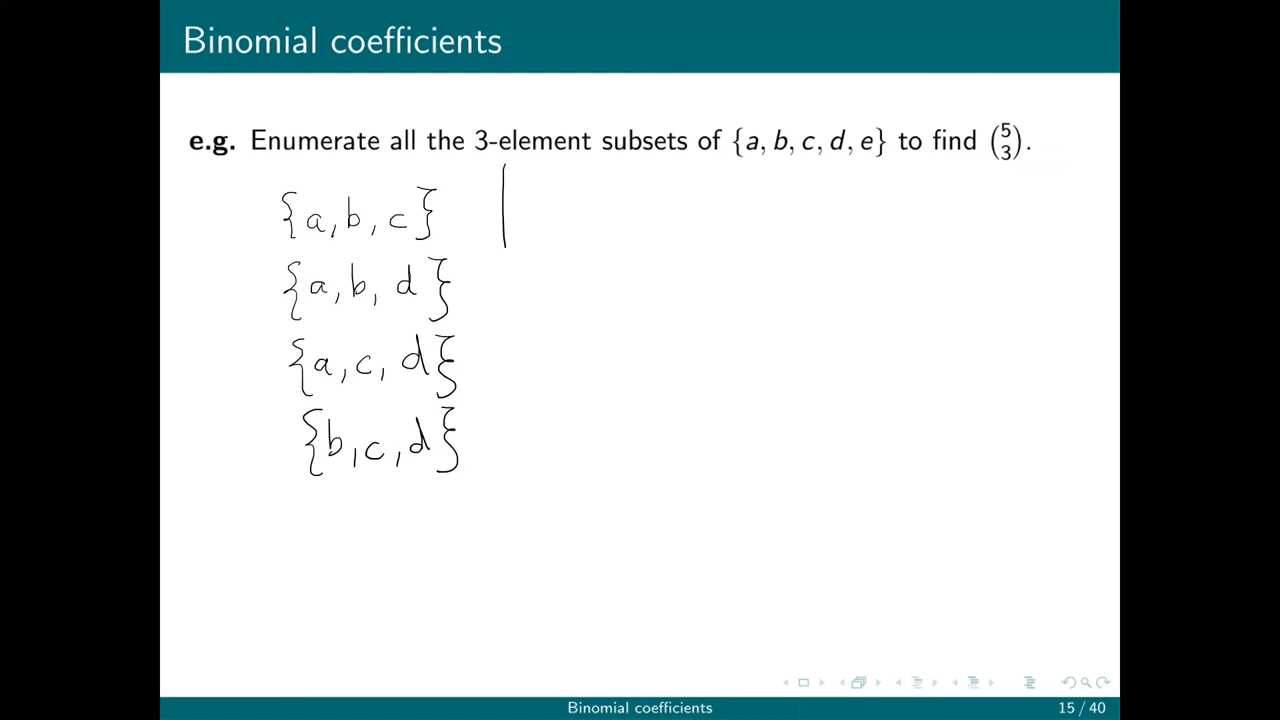 Binomial coefficients
e.g. Enumerate all the 3-element subsets of {a, b, c, d, e} to find (5 3).
{a, b, c}
{a, b, d}
{a, c, d}
{b, c, d}
Binomial coefficients
15 / 40